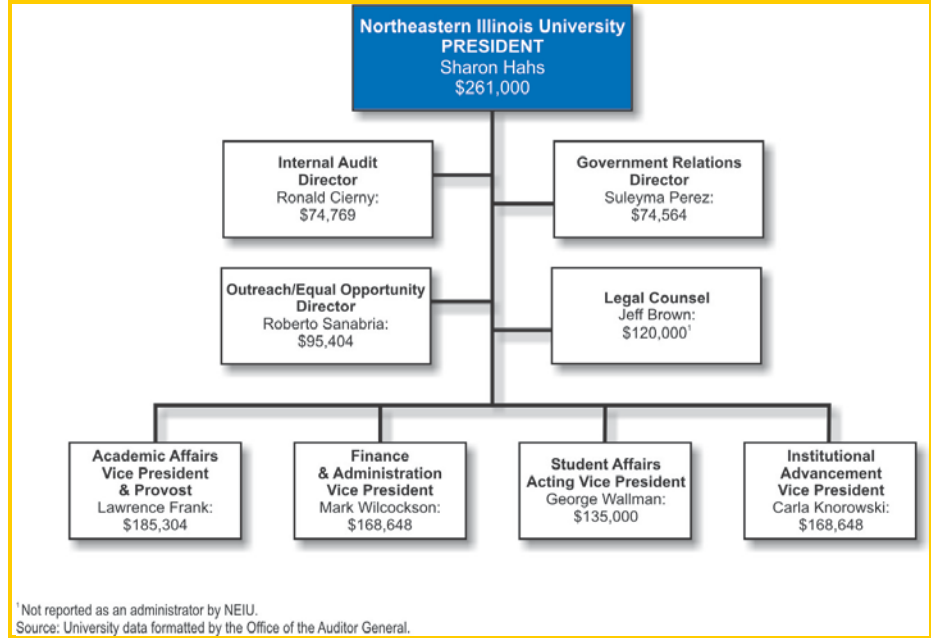 Northeastern Illinois University
PRESIDENT
Sharon Hahs
$261,000
Internal Audit
Director
Ronald Cierny:
$74,769
Government Relations
Director
Suleyma Perez:
$74,564
Outreach/Equal Opportunity
Director
Roberto Sanabria:
$95,404
Legal Counsel
Jeff Brown:
$120,000¹
Academic Affairs
Vice President
& Provost
Lawrence Frank:
$185,304
Finance
& Administration
Vice President
Mark Wilcockson:
$168,648
Student Affairs
Acting Vice President
George Wallman:
$135,000
Institutional
Advancement
Vice President
Carla Knorowski:
$168,648
¹Not reported as an administrator by NEIU.
Source: University data formatted by the Office of the Auditor General.